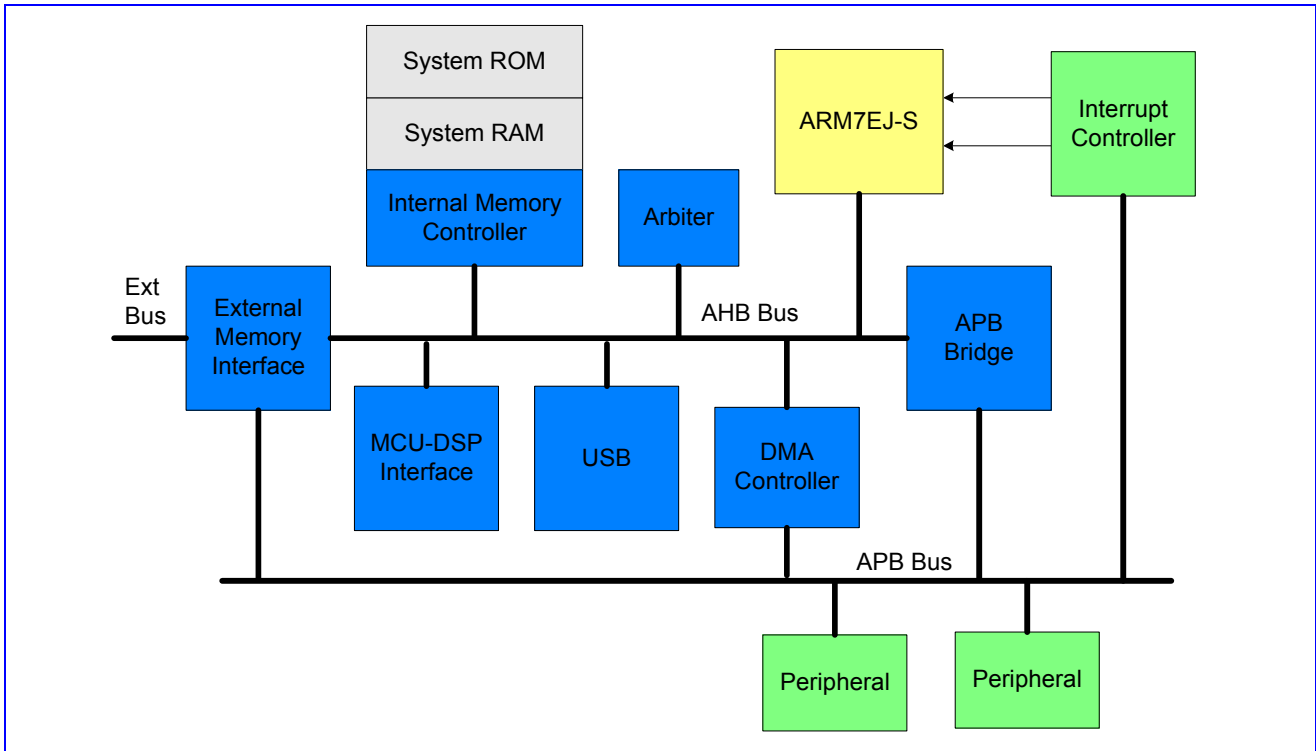 System ROM
System RAM
Internal Memory
Controller
Arbiter
ARM7EJ-S
Interrupt
Controller
Ext
Bus
External
Memory
Interface
AHB Bus
APB
Bridge
MCU-DSP
Interface
USB
DMA
Controller
APB Bus
Peripheral
Peripheral